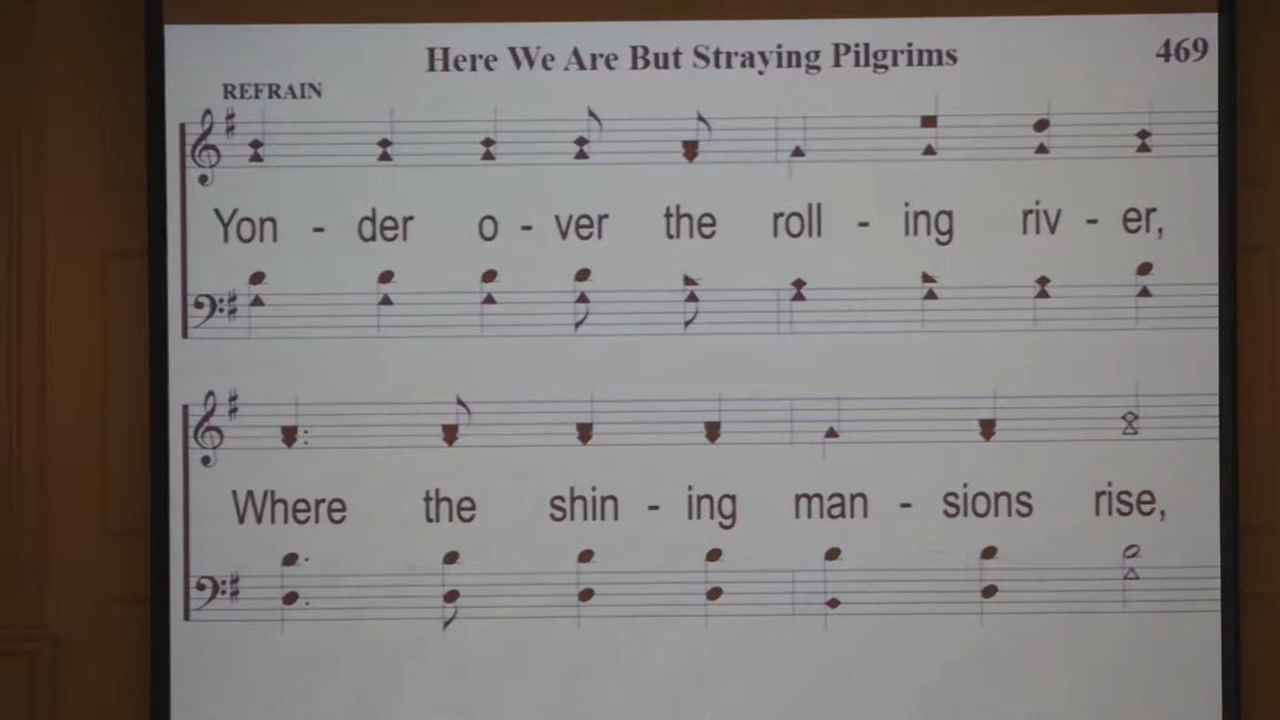 Here We Are But Straying Pilgrims 469
REFRAIN
Yon - der o - ver the roll - ing riv - er,
Where the shin - ing man - sions rise,